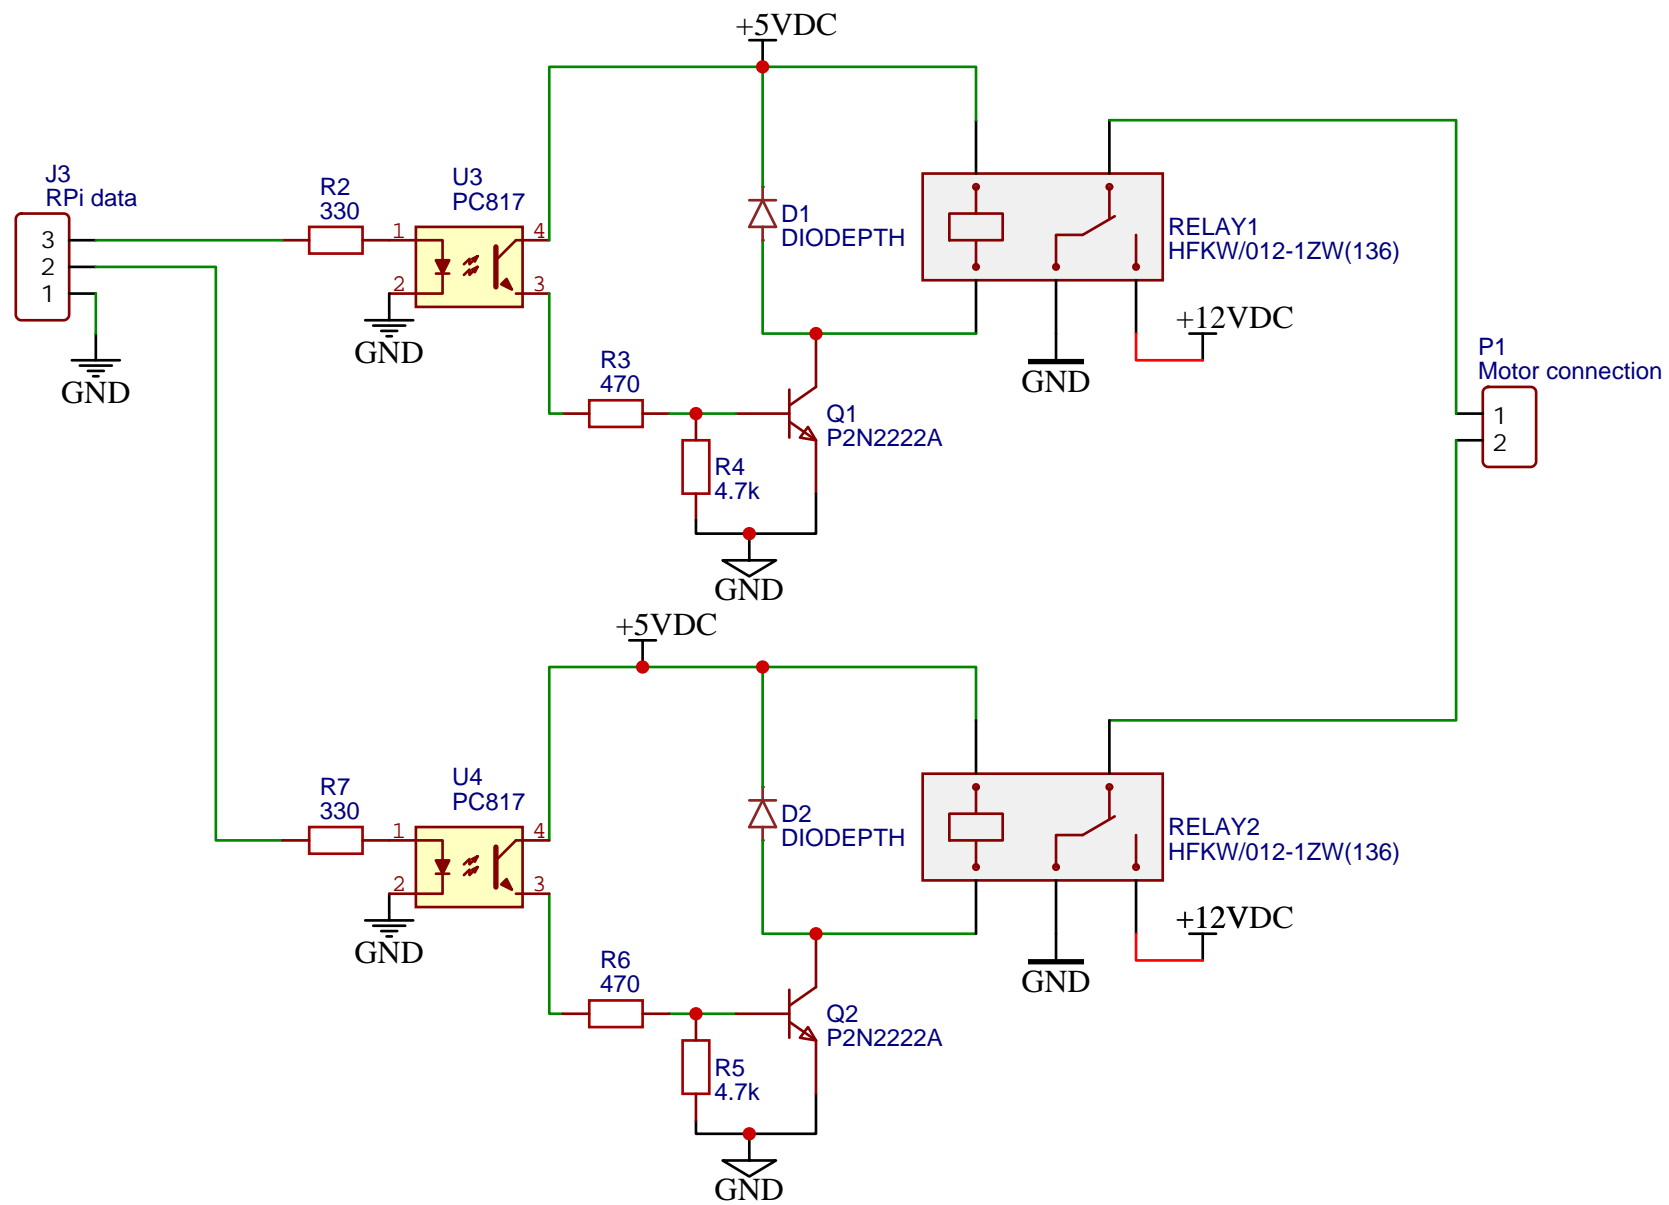 +5VDC
J3
RPi data
3
2
1
GND
R2
330
U3
PC817
1
2
4
3
GND
D1
DIODEPTH
RELAY1
HFKW/012-1ZW(136)
+12VDC
GND
R3
470
Q1
P2N2222A
R4
4.7k
GND
P1
Motor connection
1
2
+5VDC
R7
330
U4
PC817
1
2
4
3
GND
D2
DIODEPTH
RELAY2
HFKW/012-1ZW(136)
+12VDC
GND
R6
470
Q2
P2N2222A
R5
4.7k
GND